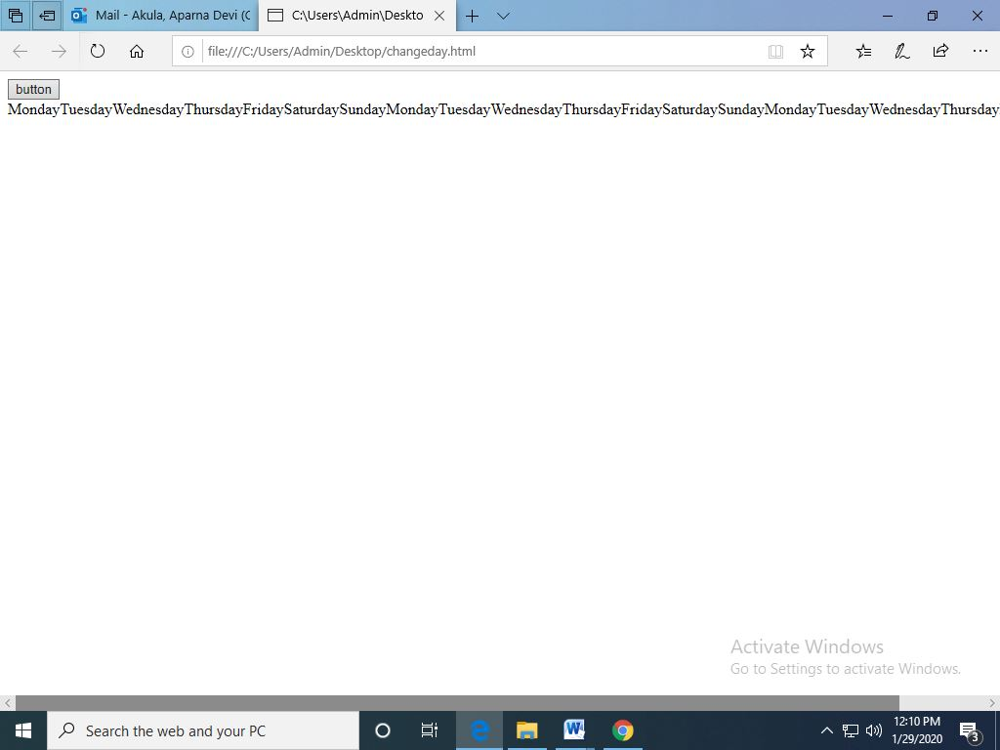 Mail - Akula, Aparna Devi (C
C:\Users\Admin\Deskto
file:///C:/Users/Admin/Desktop/changeday.html
button
MondayTuesdayWednesdayThursdayFridaySaturdaySundayMondayTuesdayWednesdayThursdayFridaySaturdaySundayMondayTuesdayWednesdayThursday
Activate Windows
Go to Settings to activate Windows.
Search the web and your PC
12:10 PM
1/29/2020
3